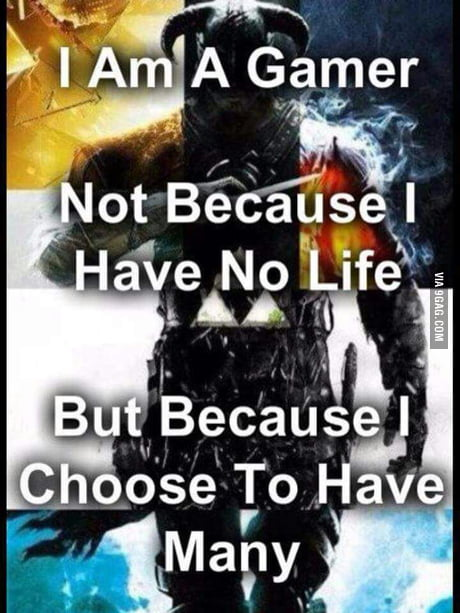 I Am A Gamer
Not Because I
Have No Life
But Because I
Choose To Have
Many
VIA 9GAG.COM